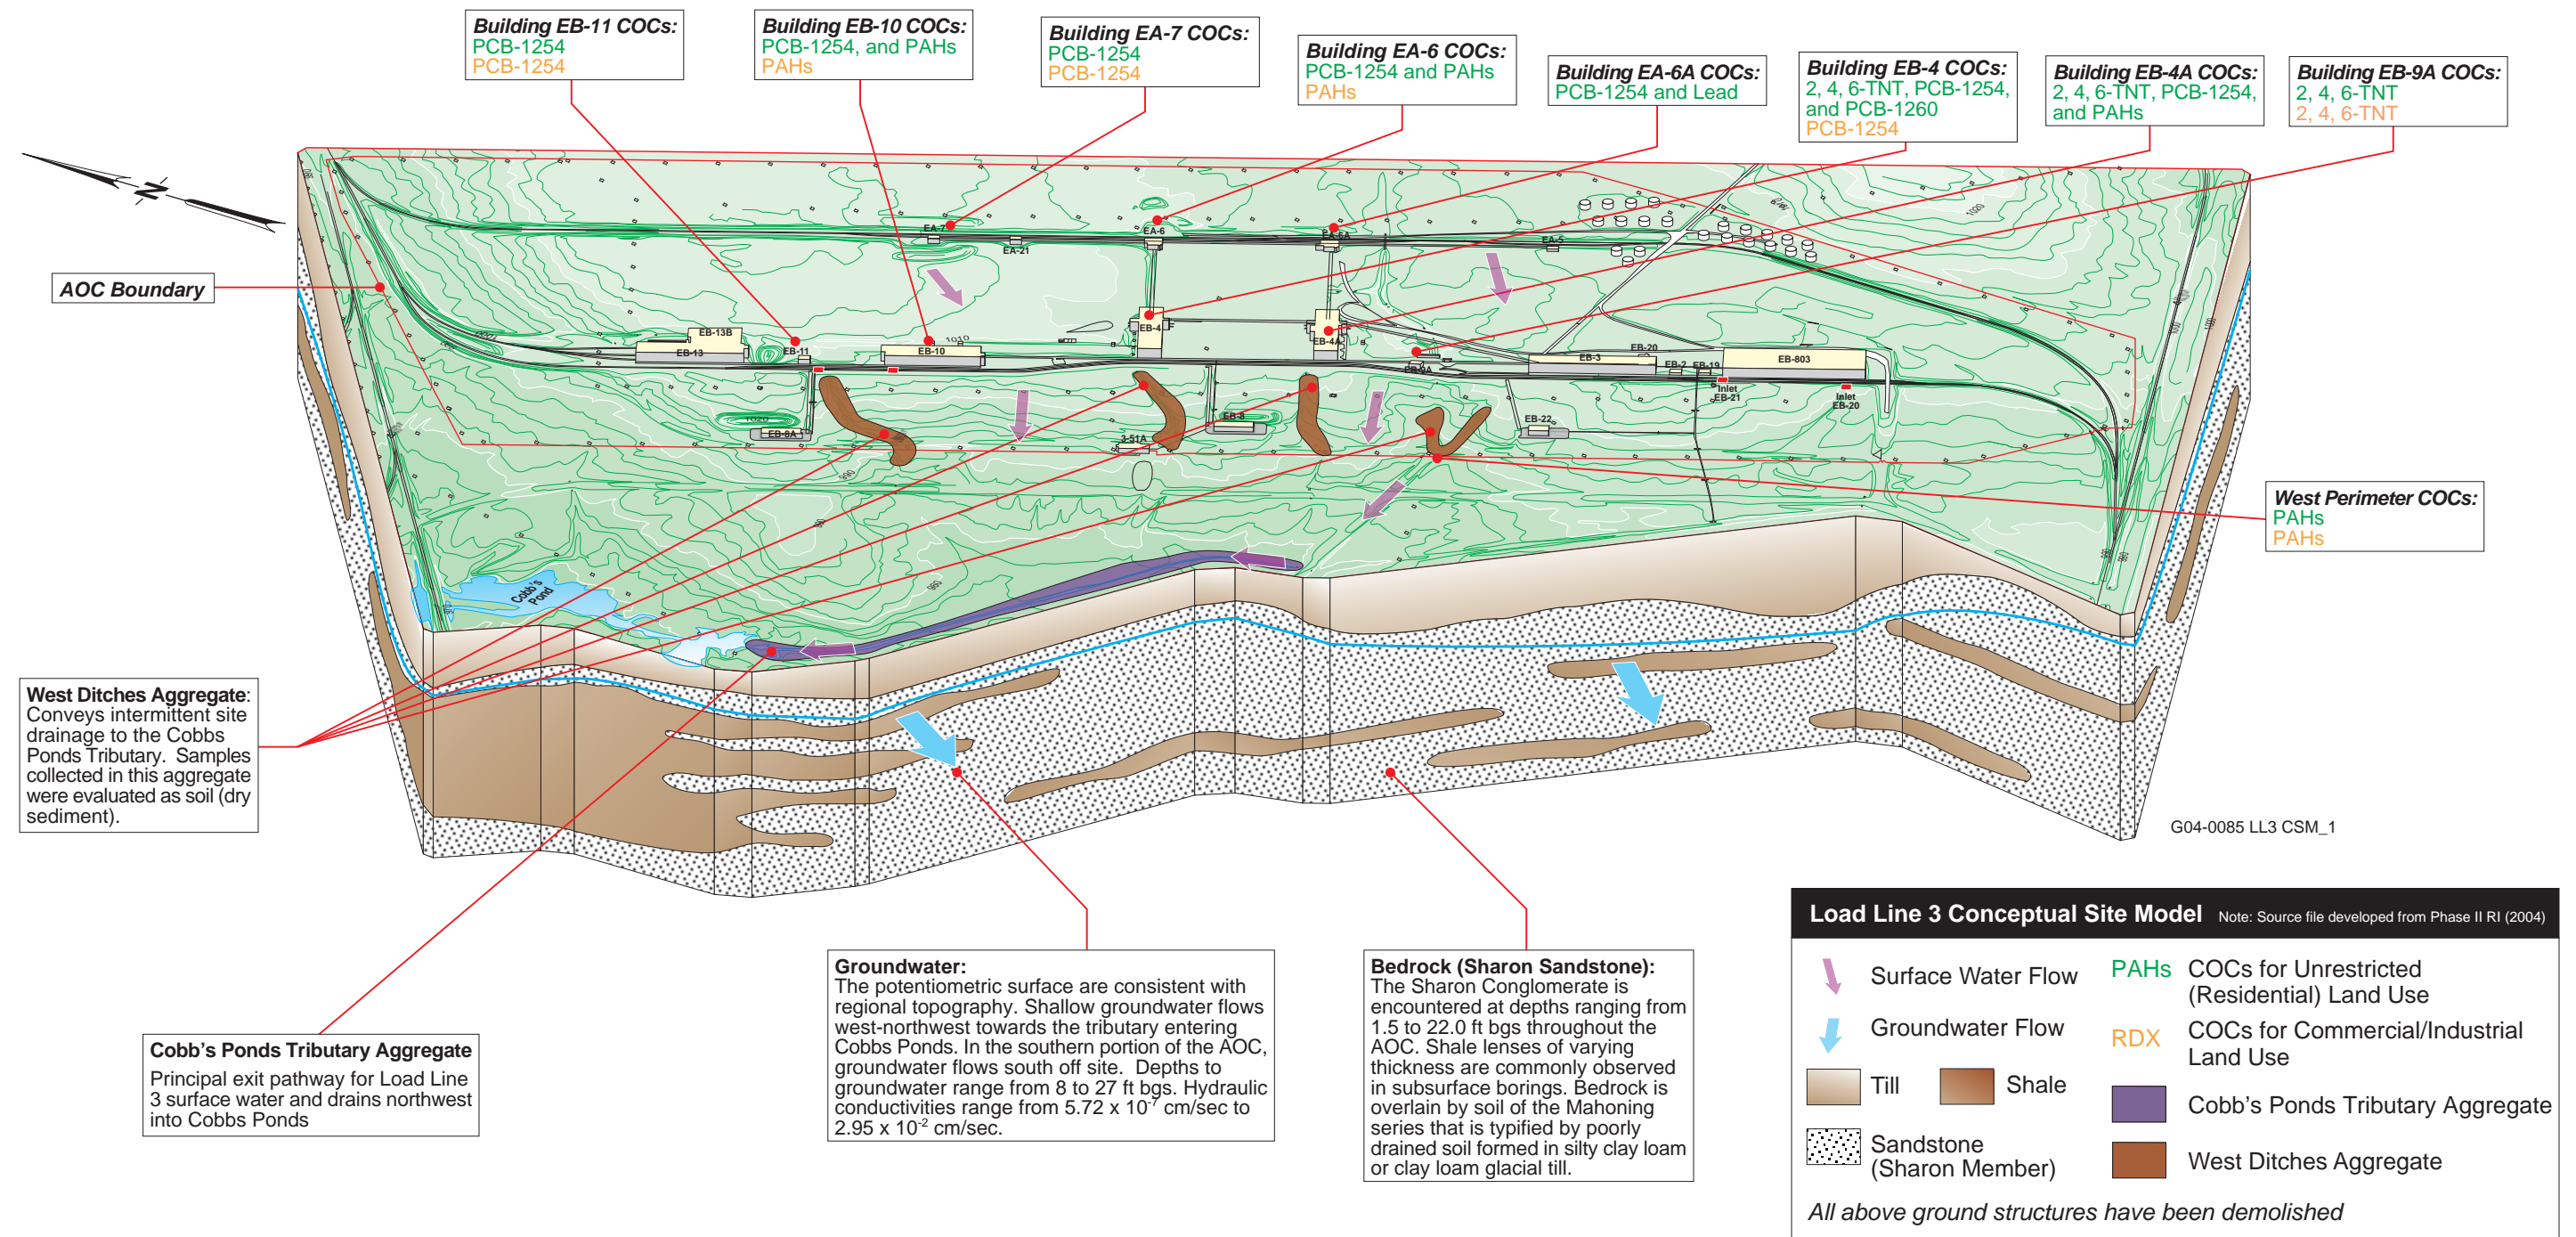 Building EB-11 COCs:
PCB-1254
PCB-1254
Building EB-10 COCs:
PCB-1254, and PAHs
PAHs
Building EA-7 COCs:
PCB-1254
PCB-1254
Building EA-6 COCs:
PCB-1254 and PAHs
PAHs
Building EA-6A COCs:
PCB-1254 and Lead
Building EB-4 COCs:
2, 4, 6-TNT, PCB-1254,
and PCB-1260
PCB-1254
Building EB-4A COCs:
2, 4, 6-TNT, PCB-1254,
and PAHs
Building EB-9A COCs:
2, 4, 6-TNT
2, 4, 6-TNT
N
AOC Boundary
EA-7
EA-21
EA-6
EA-6A
EA-5
1020
EB-13B
EB-13
EB-11
EB-10
1010
EB-4
EB-4A
EB-9A
EB-3
EB-20
EB-2
EB-19
EB-803
Inlet
EB-21
Inlet
EB-20
1020
EB-8A
3-51A
EB-8
EB-22
980
Cobb's
Pond
West Perimeter COCs:
PAHs
PAHs
West Ditches Aggregate:
Conveys intermittent site
drainage to the Cobbs
Ponds Tributary.  Samples
collected in this aggregate
were evaluated as soil (dry
sediment).
G04-0085 LL3 CSM_1
Cobb's Ponds Tributary Aggregate
Principal exit pathway for Load Line
3 surface water and drains northwest
into Cobbs Ponds
Groundwater:
The potentiometric surface are consistent with
regional topography. Shallow groundwater flows
west-northwest towards the tributary entering
Cobbs Ponds. In the southern portion of the AOC,
groundwater flows south off site.  Depths to
groundwater range from 8 to 27 ft bgs. Hydraulic
conductivities range from 5.72 x 10⁻⁷ cm/sec to
2.95 x 10⁻² cm/sec.
Bedrock (Sharon Sandstone):
The Sharon Conglomerate is
encountered at depths ranging from
1.5 to 22.0 ft bgs throughout the
AOC. Shale lenses of varying
thickness are commonly observed
in subsurface borings. Bedrock is
overlain by soil of the Mahoning
series that is typified by poorly
drained soil formed in silty clay loam
or clay loam glacial till.
Load Line 3 Conceptual Site Model Note: Source file developed from Phase II RI (2004)
Surface Water Flow
Groundwater Flow
Till
Shale
Sandstone
(Sharon Member)
PAHs COCs for Unrestricted
(Residential) Land Use
RDX COCs for Commercial/Industrial
Land Use
Cobb's Ponds Tributary Aggregate
West Ditches Aggregate
All above ground structures have been demolished